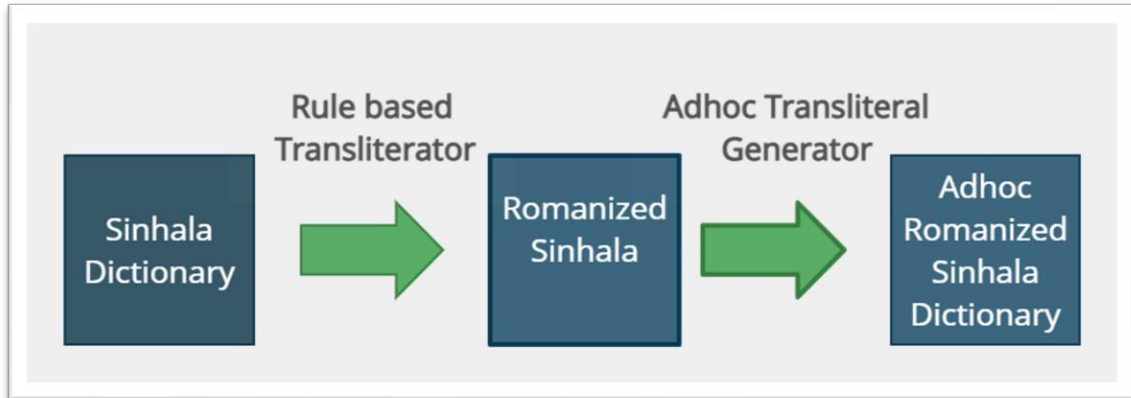 Rule based
Transliterator
Adhoc Transliteral
Generator
Sinhala
Dictionary
Romanized
Sinhala
Adhoc
Romanized
Sinhala
Dictionary